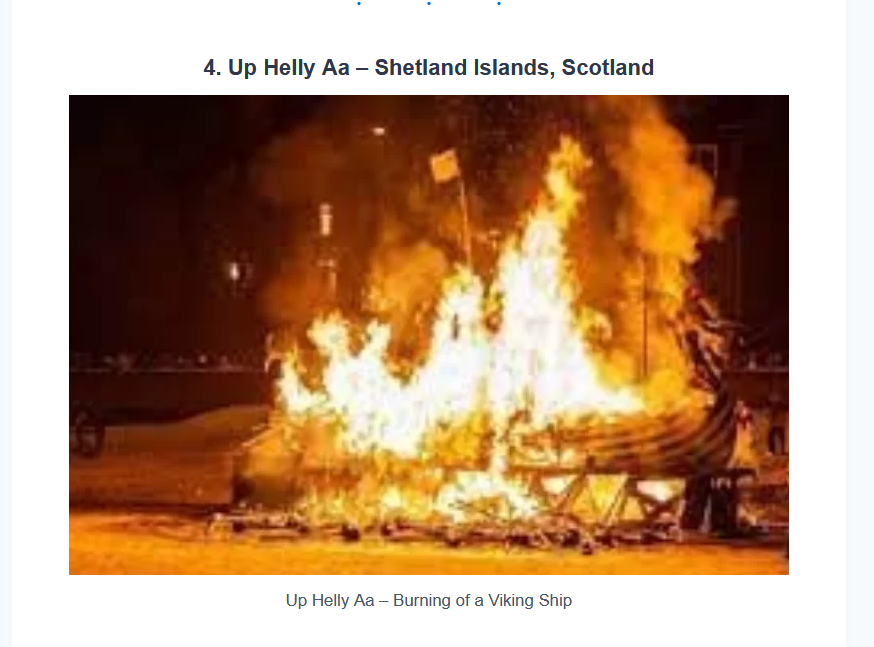 4. Up Helly Aa – Shetland Islands, Scotland
Up Helly Aa – Burning of a Viking Ship